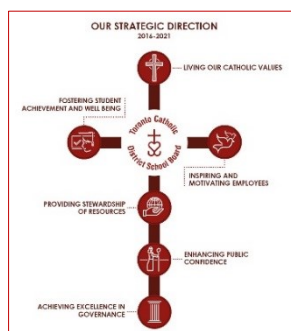 OUR STRATEGIC DIRECTION
2016-2021
LIVING OUR CATHOLIC VALUES
FOSTERING STUDENT
ACHIEVEMENT AND WELL BEING
Toronto Catholic
District School Board
INSPIRING AND
MOTIVATING EMPLOYEES
PROVIDING STEWARDSHIP
OF RESOURCES
ENHANCING PUBLIC
CONFIDENCE
ACHIEVING EXCELLENCE IN
GOVERNANCE